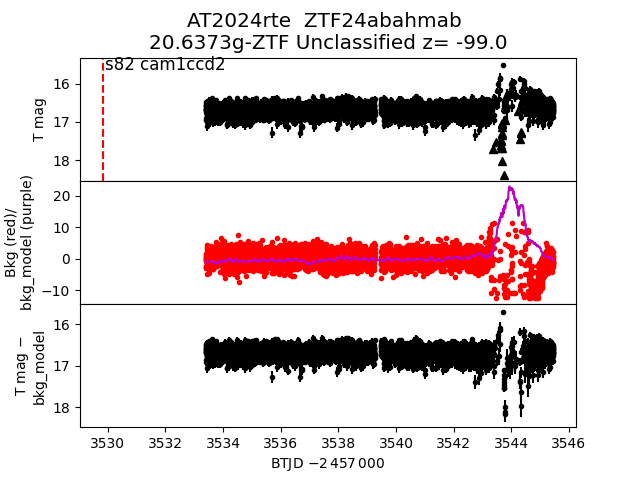 AT2024rte  ZTF24abahmab
20.6373g-ZTF Unclassified z= -99.0
s82 cam1ccd2
T mag
16
17
18
Bkg (red)/
bkg_model (purple)
20
10
0
−10
T mag −
bkg_model
16
17
18
3530 3532 3534 3536 3538 3540 3542 3544 3546
BTJD −2 457 000